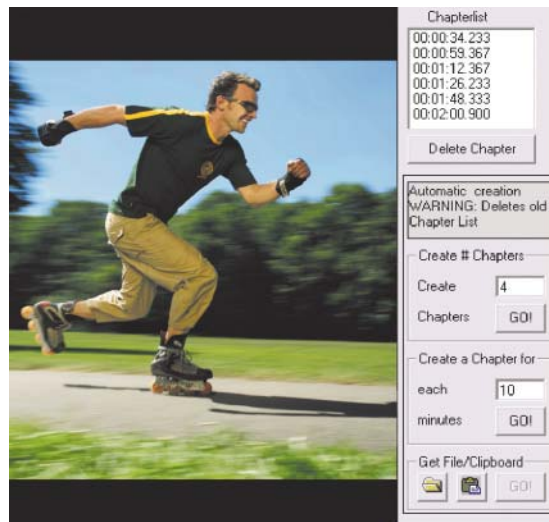 Chapterlist
00:00:34.233
00:00:59.367
00:01:12.367
00:01:26.233
00:01:48.333
00:02:00.900
Delete Chapter
Automatic creation
WARNING: Deletes old
Chapter List
Create # Chapters
Create 4
Chapters GO!
Create a Chapter for
each 10
minutes GO!
Get File/Clipboard
GO!